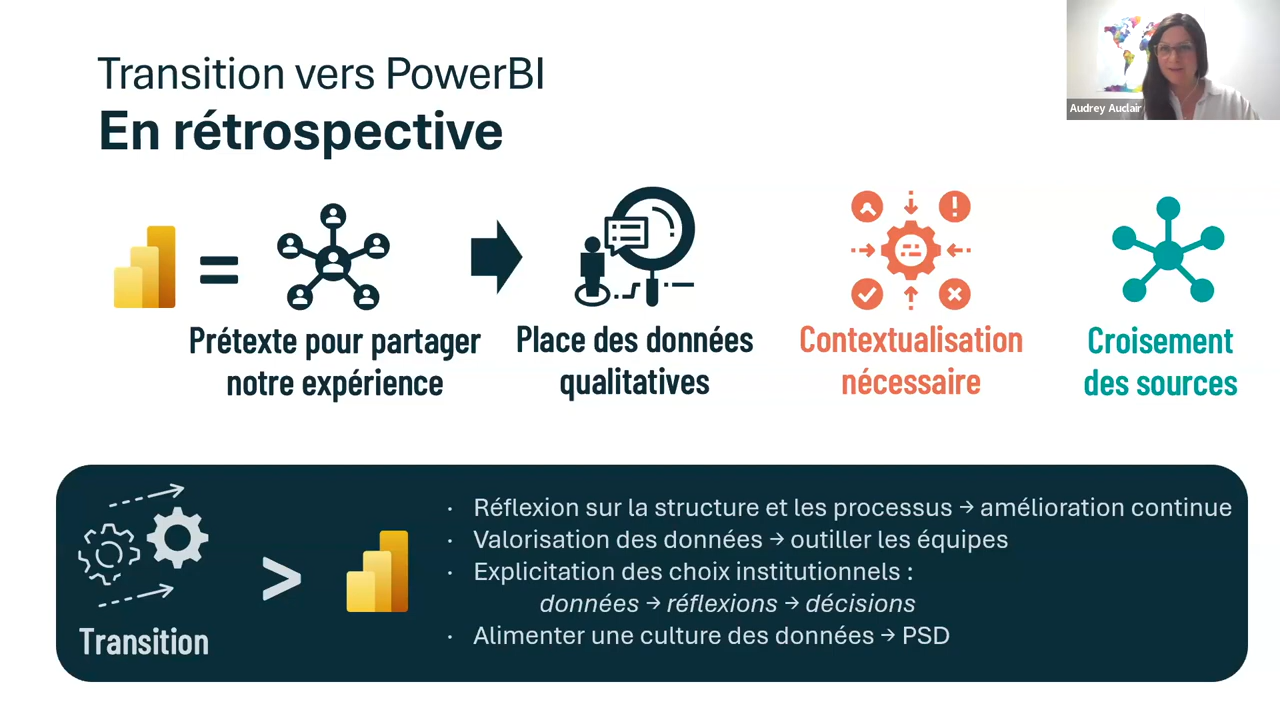 Transition vers PowerBI
En rétrospective
Audrey Auclair
=
Prétexte pour partager
notre expérience
Place des données
qualitatives
Contextualisation
nécessaire
Croisement
des sources
Transition
>
· Réflexion sur la structure et les processus → amélioration continue
· Valorisation des données → outiller les équipes
· Explicitation des choix institutionnels :
données → réflexions → décisions
· Alimenter une culture des données → PSD